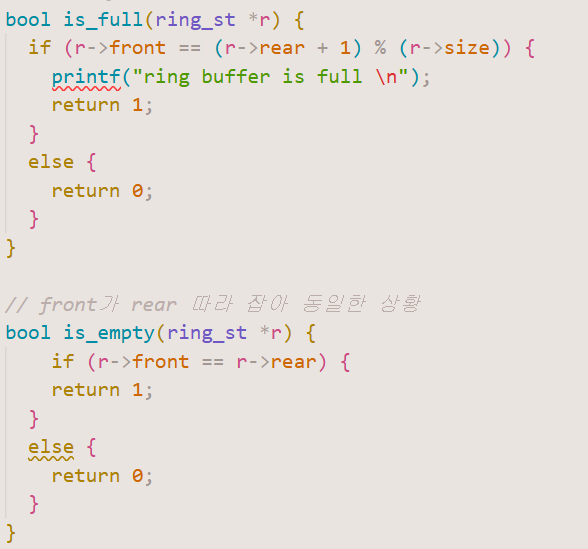 bool is_full(ring_st *r) {
  if (r->front == (r->rear + 1) % (r->size)) {
    printf("ring buffer is full \n");
    return 1;
  }
  else {
    return 0;
  }
}
// front가 rear 따라 잡아 동일한 상황
bool is_empty(ring_st *r) {
    if (r->front == r->rear) {
    return 1;
  }
  else {
    return 0;
  }
}